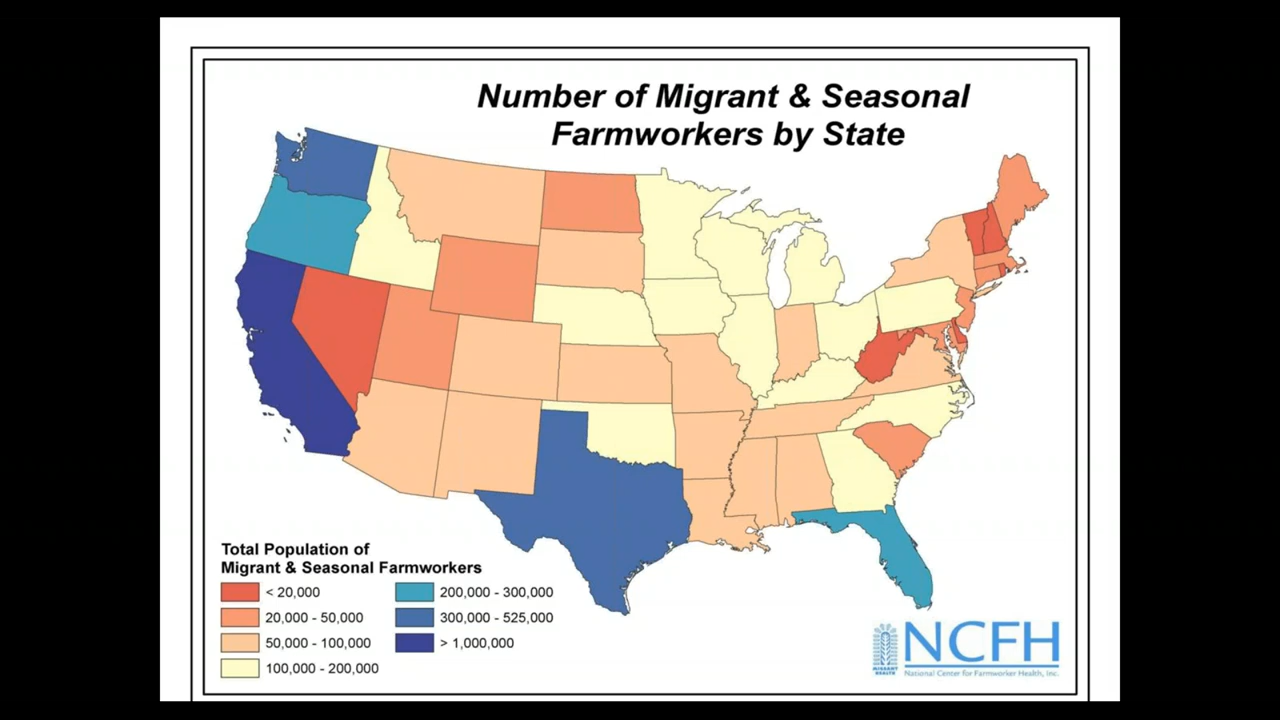 Number of Migrant & Seasonal
Farmworkers by State
Total Population of
Migrant & Seasonal Farmworkers
< 20,000
20,000 - 50,000
50,000 - 100,000
100,000 - 200,000
200,000 - 300,000
300,000 - 525,000
> 1,000,000
MIGRANT
HEALTH
NCFH
National Center for Farmworker Health, Inc.